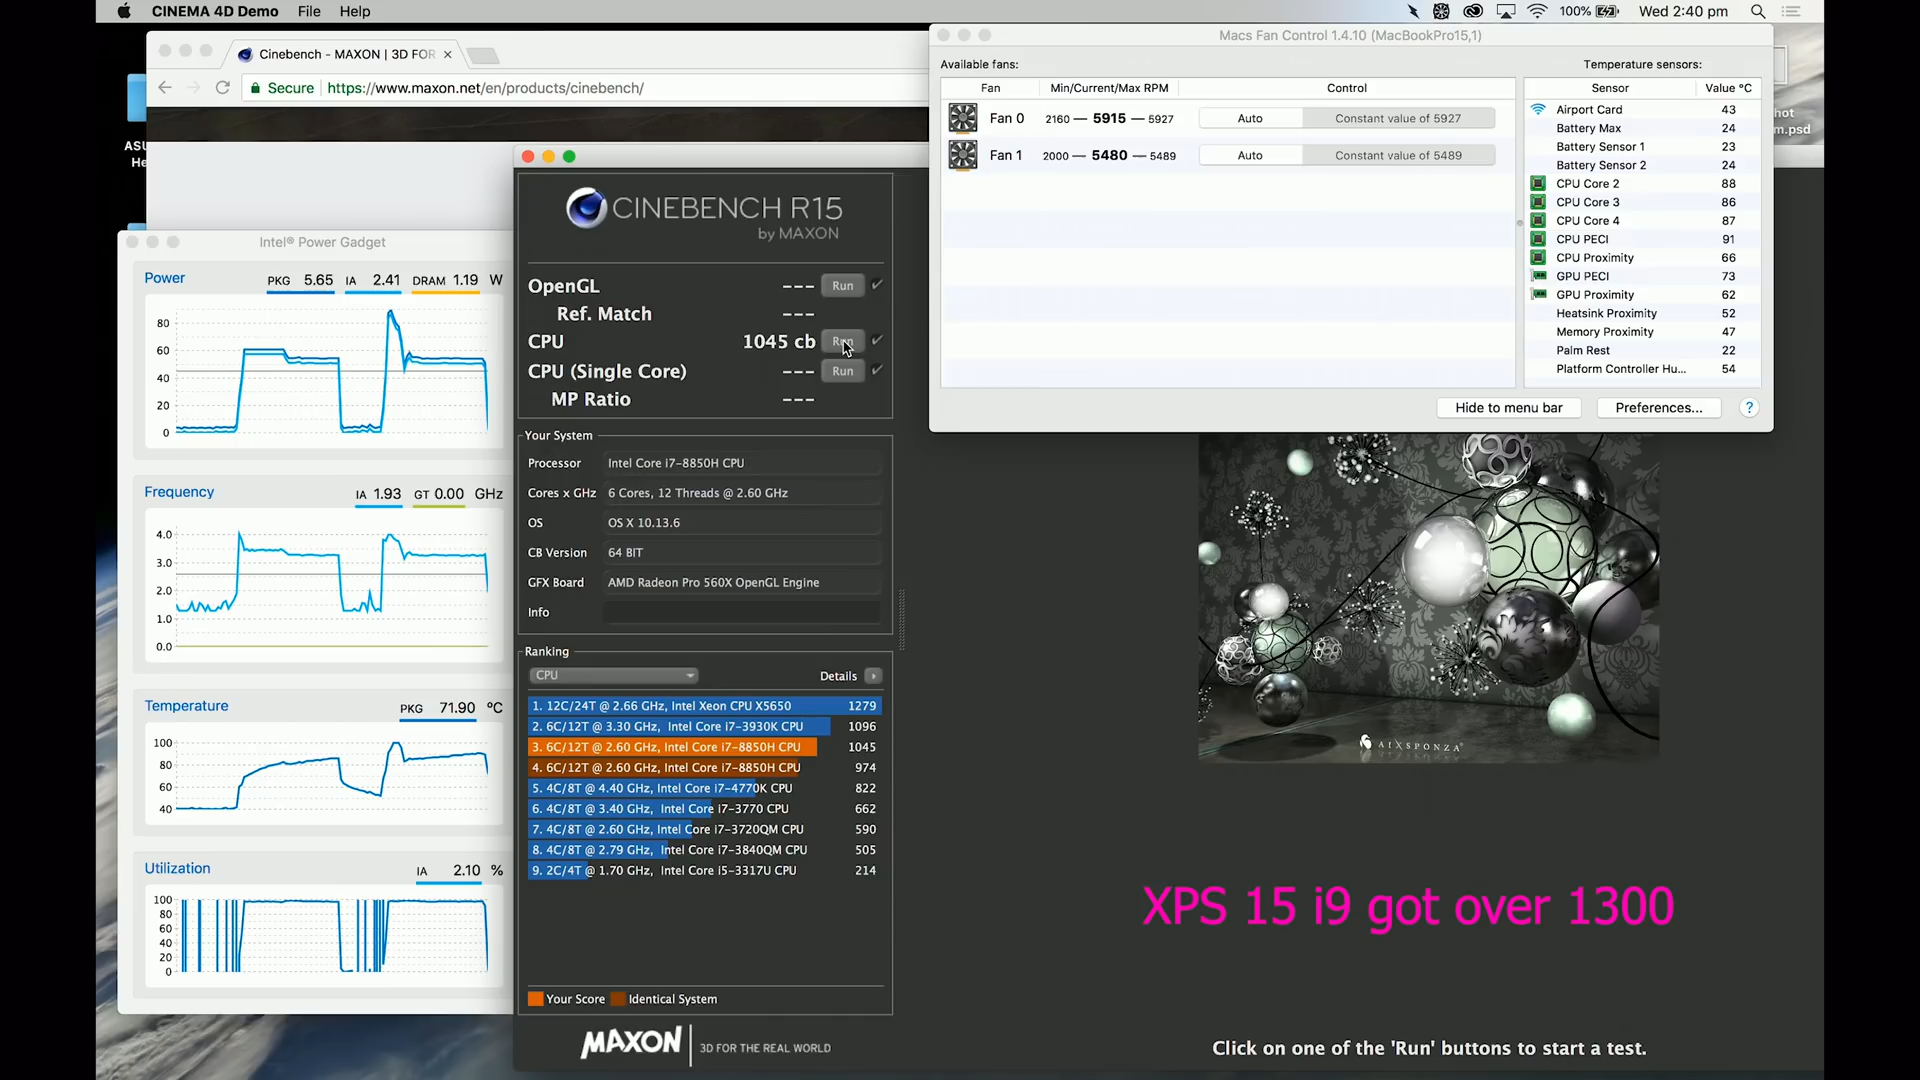 CINEMA 4D Demo File Help 100% Wed 2:40 pm
Cinebench - MAXON | 3D FOR
Secure https://www.maxon.net/en/products/cinebench/
Macs Fan Control 1.4.10 (MacBookPro15,1)
Available fans:
Fan Min/Current/Max RPM Control
Fan 0 2160 — 5915 — 5927 Auto Constant value of 5927
Fan 1 2000 — 5480 — 5489 Auto Constant value of 5489
Temperature sensors:
Sensor Value °C
Airport Card 43
Battery Max 24
Battery Sensor 1 23
Battery Sensor 2 24
CPU Core 2 88
CPU Core 3 86
CPU Core 4 87
CPU PECI 91
CPU Proximity 66
GPU PECI 73
GPU Proximity 62
Heatsink Proximity 52
Memory Proximity 47
Palm Rest 22
Platform Controller Hu... 54
Hide to menu bar Preferences... ?
m.psd
ASU
He
Intel® Power Gadget
Power PKG 5.65 IA 2.41 DRAM 1.19 W
80
60
40
20
0
Frequency IA 1.93 GT 0.00 GHz
4.0
3.0
2.0
1.0
0.0
Temperature PKG 71.90 ºC
100
80
60
40
Utilization IA 2.10 %
100
80
60
40
20
0
CINEBENCH R15
by MAXON
OpenGL --- Run
Ref. Match ---
CPU 1045 cb Run
CPU (Single Core) --- Run
MP Ratio ---
Your System
Processor Intel Core i7-8850H CPU
Cores x GHz 6 Cores, 12 Threads @ 2.60 GHz
OS OS X 10.13.6
CB Version 64 BIT
GFX Board AMD Radeon Pro 560X OpenGL Engine
Info
Ranking
CPU Details
1. 12C/24T @ 2.66 GHz, Intel Xeon CPU X5650 1279
2. 6C/12T @ 3.30 GHz, Intel Core i7-3930K CPU 1096
3. 6C/12T @ 2.60 GHz, Intel Core i7-8850H CPU 1045
4. 6C/12T @ 2.60 GHz, Intel Core i7-8850H CPU 974
5. 4C/8T @ 4.40 GHz, Intel Core i7-4770K CPU 822
6. 4C/8T @ 3.40 GHz, Intel Core i7-3770 CPU 662
7. 4C/8T @ 2.60 GHz, Intel Core i7-3720QM CPU 590
8. 4C/8T @ 2.79 GHz, Intel Core i7-3840QM CPU 505
9. 2C/4T @ 1.70 GHz, Intel Core i5-3317U CPU 214
Your Score Identical System
MAXON 3D FOR THE REAL WORLD
AIXSPONZA
XPS 15 i9 got over 1300
Click on one of the 'Run' buttons to start a test.